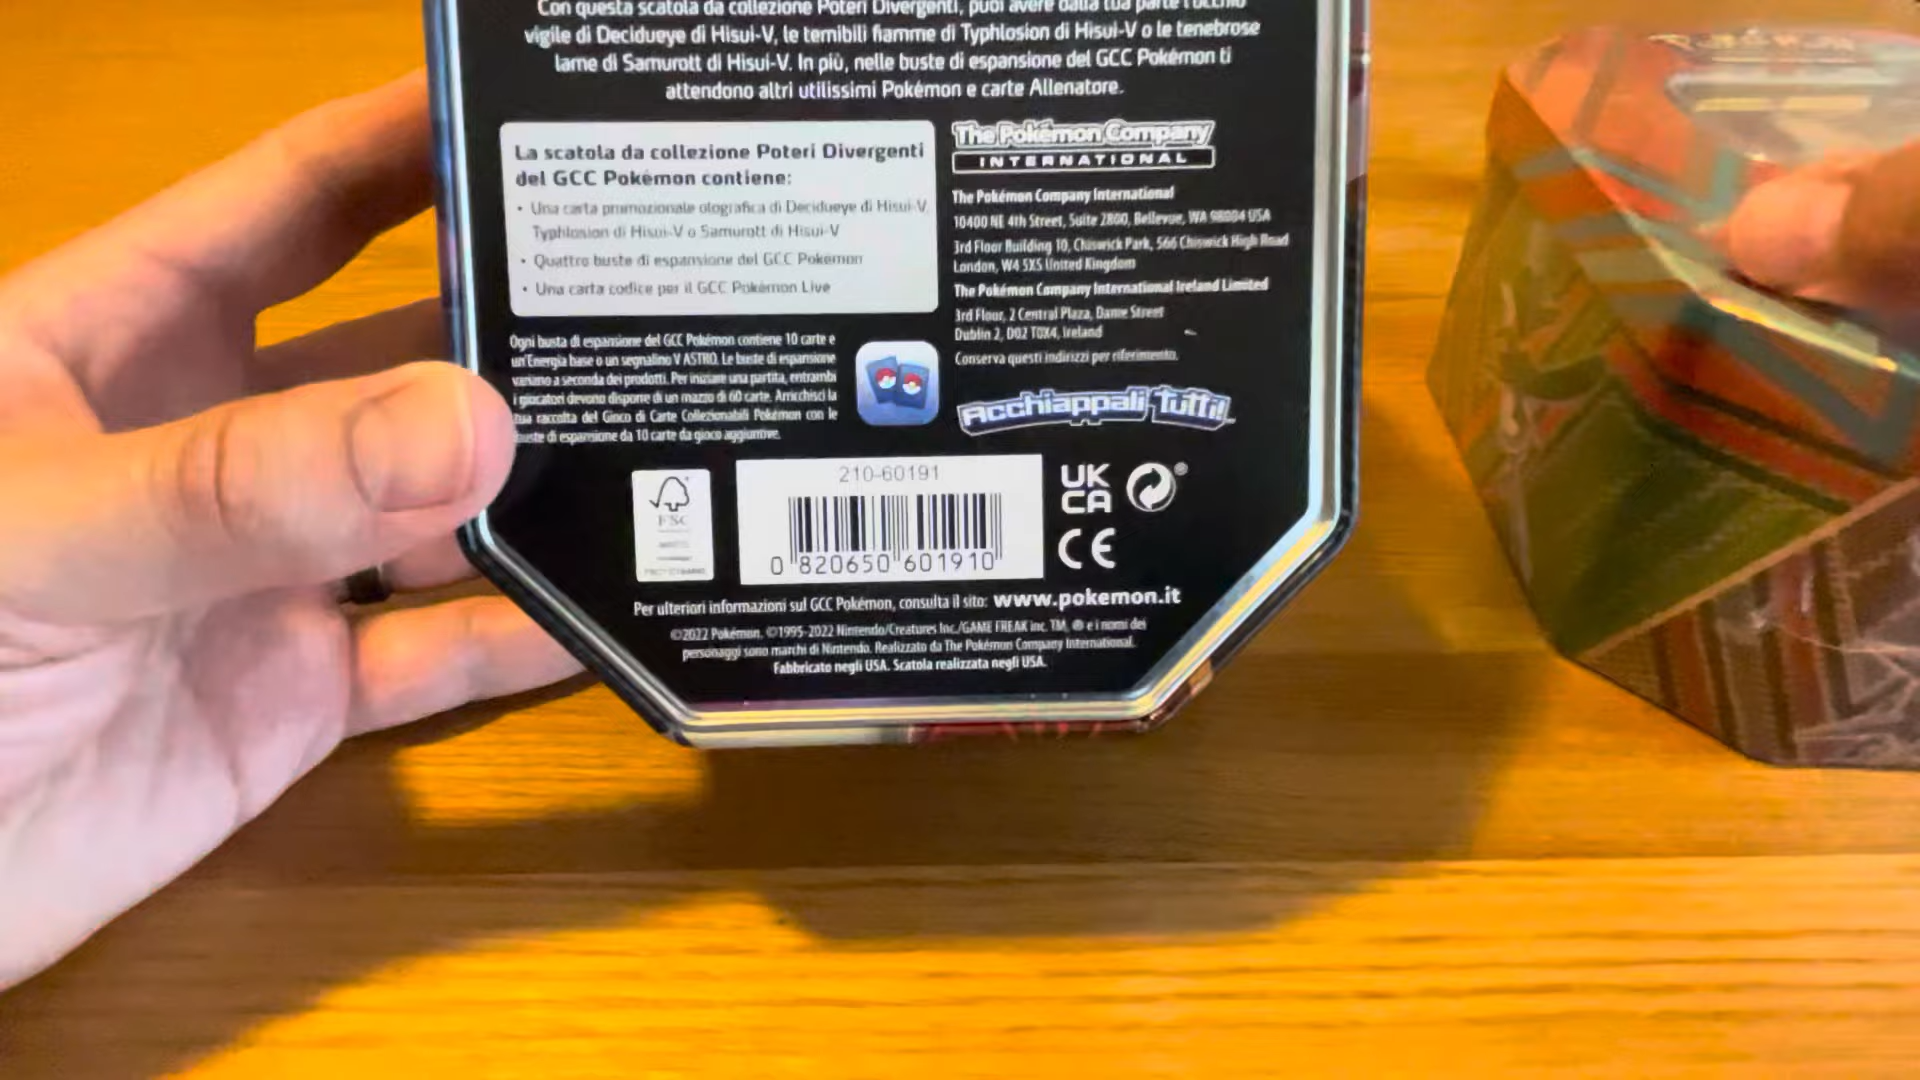 Con questa scatola da collezione Poteri Divergenti, puoi avere dalla tua parte l'occhio
vigile di Decidueye di Hisui-V, le temibili fiamme di Typhlosion di Hisui-V o le tenebrose
lame di Samurott di Hisui-V. In più, nelle buste di espansione del GCC Pokémon ti
attendono altri utilissimi Pokémon e carte Allenatore.
La scatola da collezione Poteri Divergenti
del GCC Pokémon contiene:
• Una carta promozionale olografica di Decidueye di Hisui-V,
Typhlosion di Hisui-V o Samurott di Hisui-V
• Quattro buste di espansione del GCC Pokémon
• Una carta codice per il GCC Pokémon Live
Ogni busta di espansione del GCC Pokémon contiene 10 carte e
un'Energia base o un segnalino V ASTRO. Le buste di espansione
variano a seconda dei prodotti. Per iniziare una partita, entrambi
i giocatori devono disporre di un mazzo di 60 carte. Arricchisci la
tua raccolta del Gioco di Carte Collezionabili Pokémon con le
buste di espansione da 10 carte da gioco aggiuntive.
The Pokémon Company
INTERNATIONAL
The Pokémon Company International
10400 NE 4th Street, Suite 2800, Bellevue, WA 98004 USA
3rd Floor Building 10, Chiswick Park, 566 Chiswick High Road
London, W4 5XS United Kingdom
The Pokémon Company International Ireland Limited
3rd Floor, 2 Central Plaza, Dame Street
Dublin 2, D02 T0X4, Ireland
Conserva questi indirizzi per riferimento.
Acchiappali Tutti!
FSC
210-60191
0 820650 601910
UK
CA
CE
Per ulteriori informazioni sul GCC Pokémon, consulta il sito: www.pokemon.it
©2022 Pokémon. ©1995-2022 Nintendo/Creatures Inc./GAME FREAK inc. TM, ® e i nomi dei
personaggi sono marchi di Nintendo. Realizzato da The Pokémon Company International.
Fabbricato negli USA. Scatola realizzata negli USA.